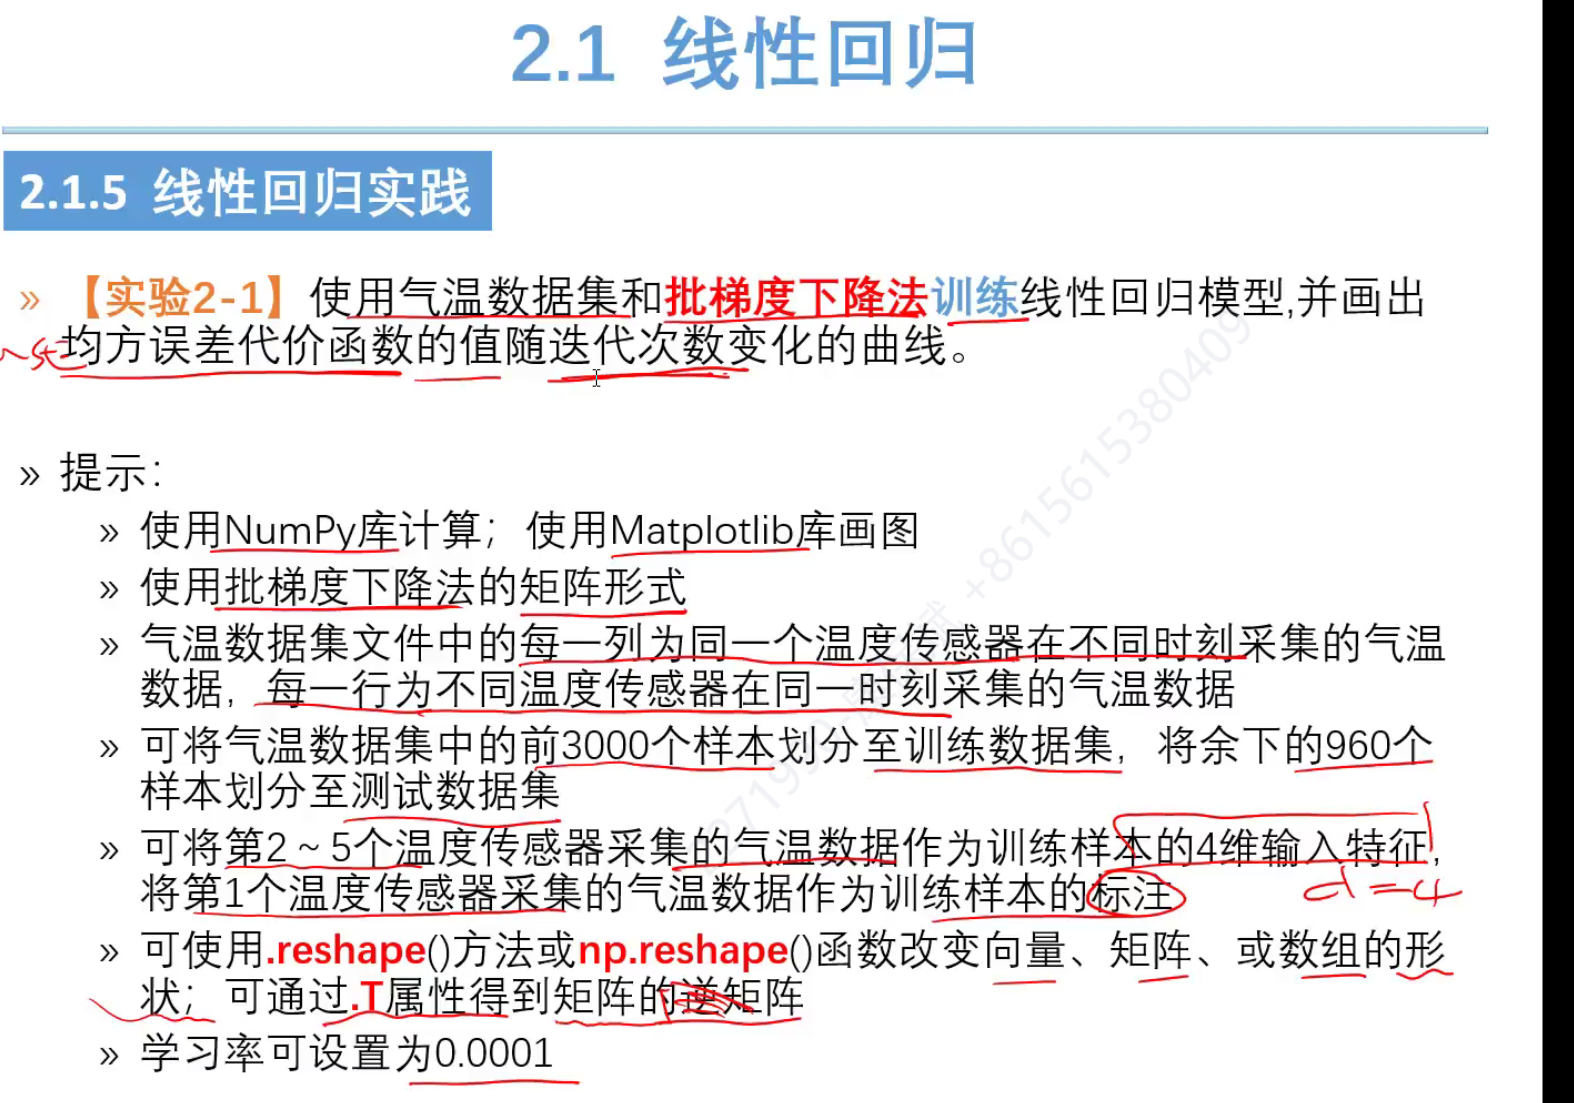 2.1 线性回归
2.1.5 线性回归实践
» 【实验2-1】使用气温数据集和批梯度下降法训练线性回归模型,并画出
均方误差代价函数的值随迭代次数变化的曲线。
» 提示：
» 使用NumPy库计算；使用Matplotlib库画图
» 使用批梯度下降法的矩阵形式
» 气温数据集文件中的每一列为同一个温度传感器在不同时刻采集的气温
数据，每一行为不同温度传感器在同一时刻采集的气温数据
» 可将气温数据集中的前3000个样本划分至训练数据集，将余下的960个
样本划分至测试数据集
» 可将第2～5个温度传感器采集的气温数据作为训练样本的4维输入特征，
将第1个温度传感器采集的气温数据作为训练样本的标注
d=4
» 可使用.reshape()方法或np.reshape()函数改变向量、矩阵、或数组的形
状；可通过.T属性得到矩阵的逆矩阵
» 学习率可设置为0.0001
+8615615380409